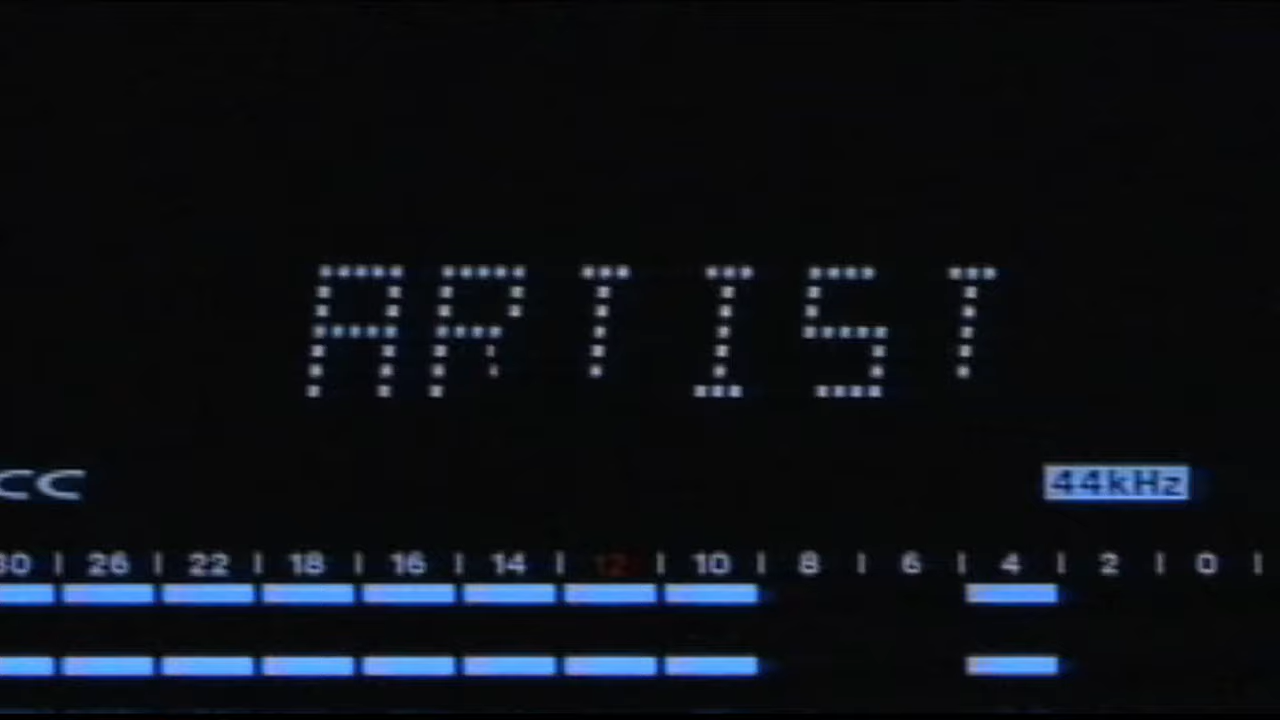 ARTIST
CC
44kHz
30 | 26 | 22 | 18 | 16 | 14 | 12 | 10 | 8 | 6 | 4 | 2 | 0 |